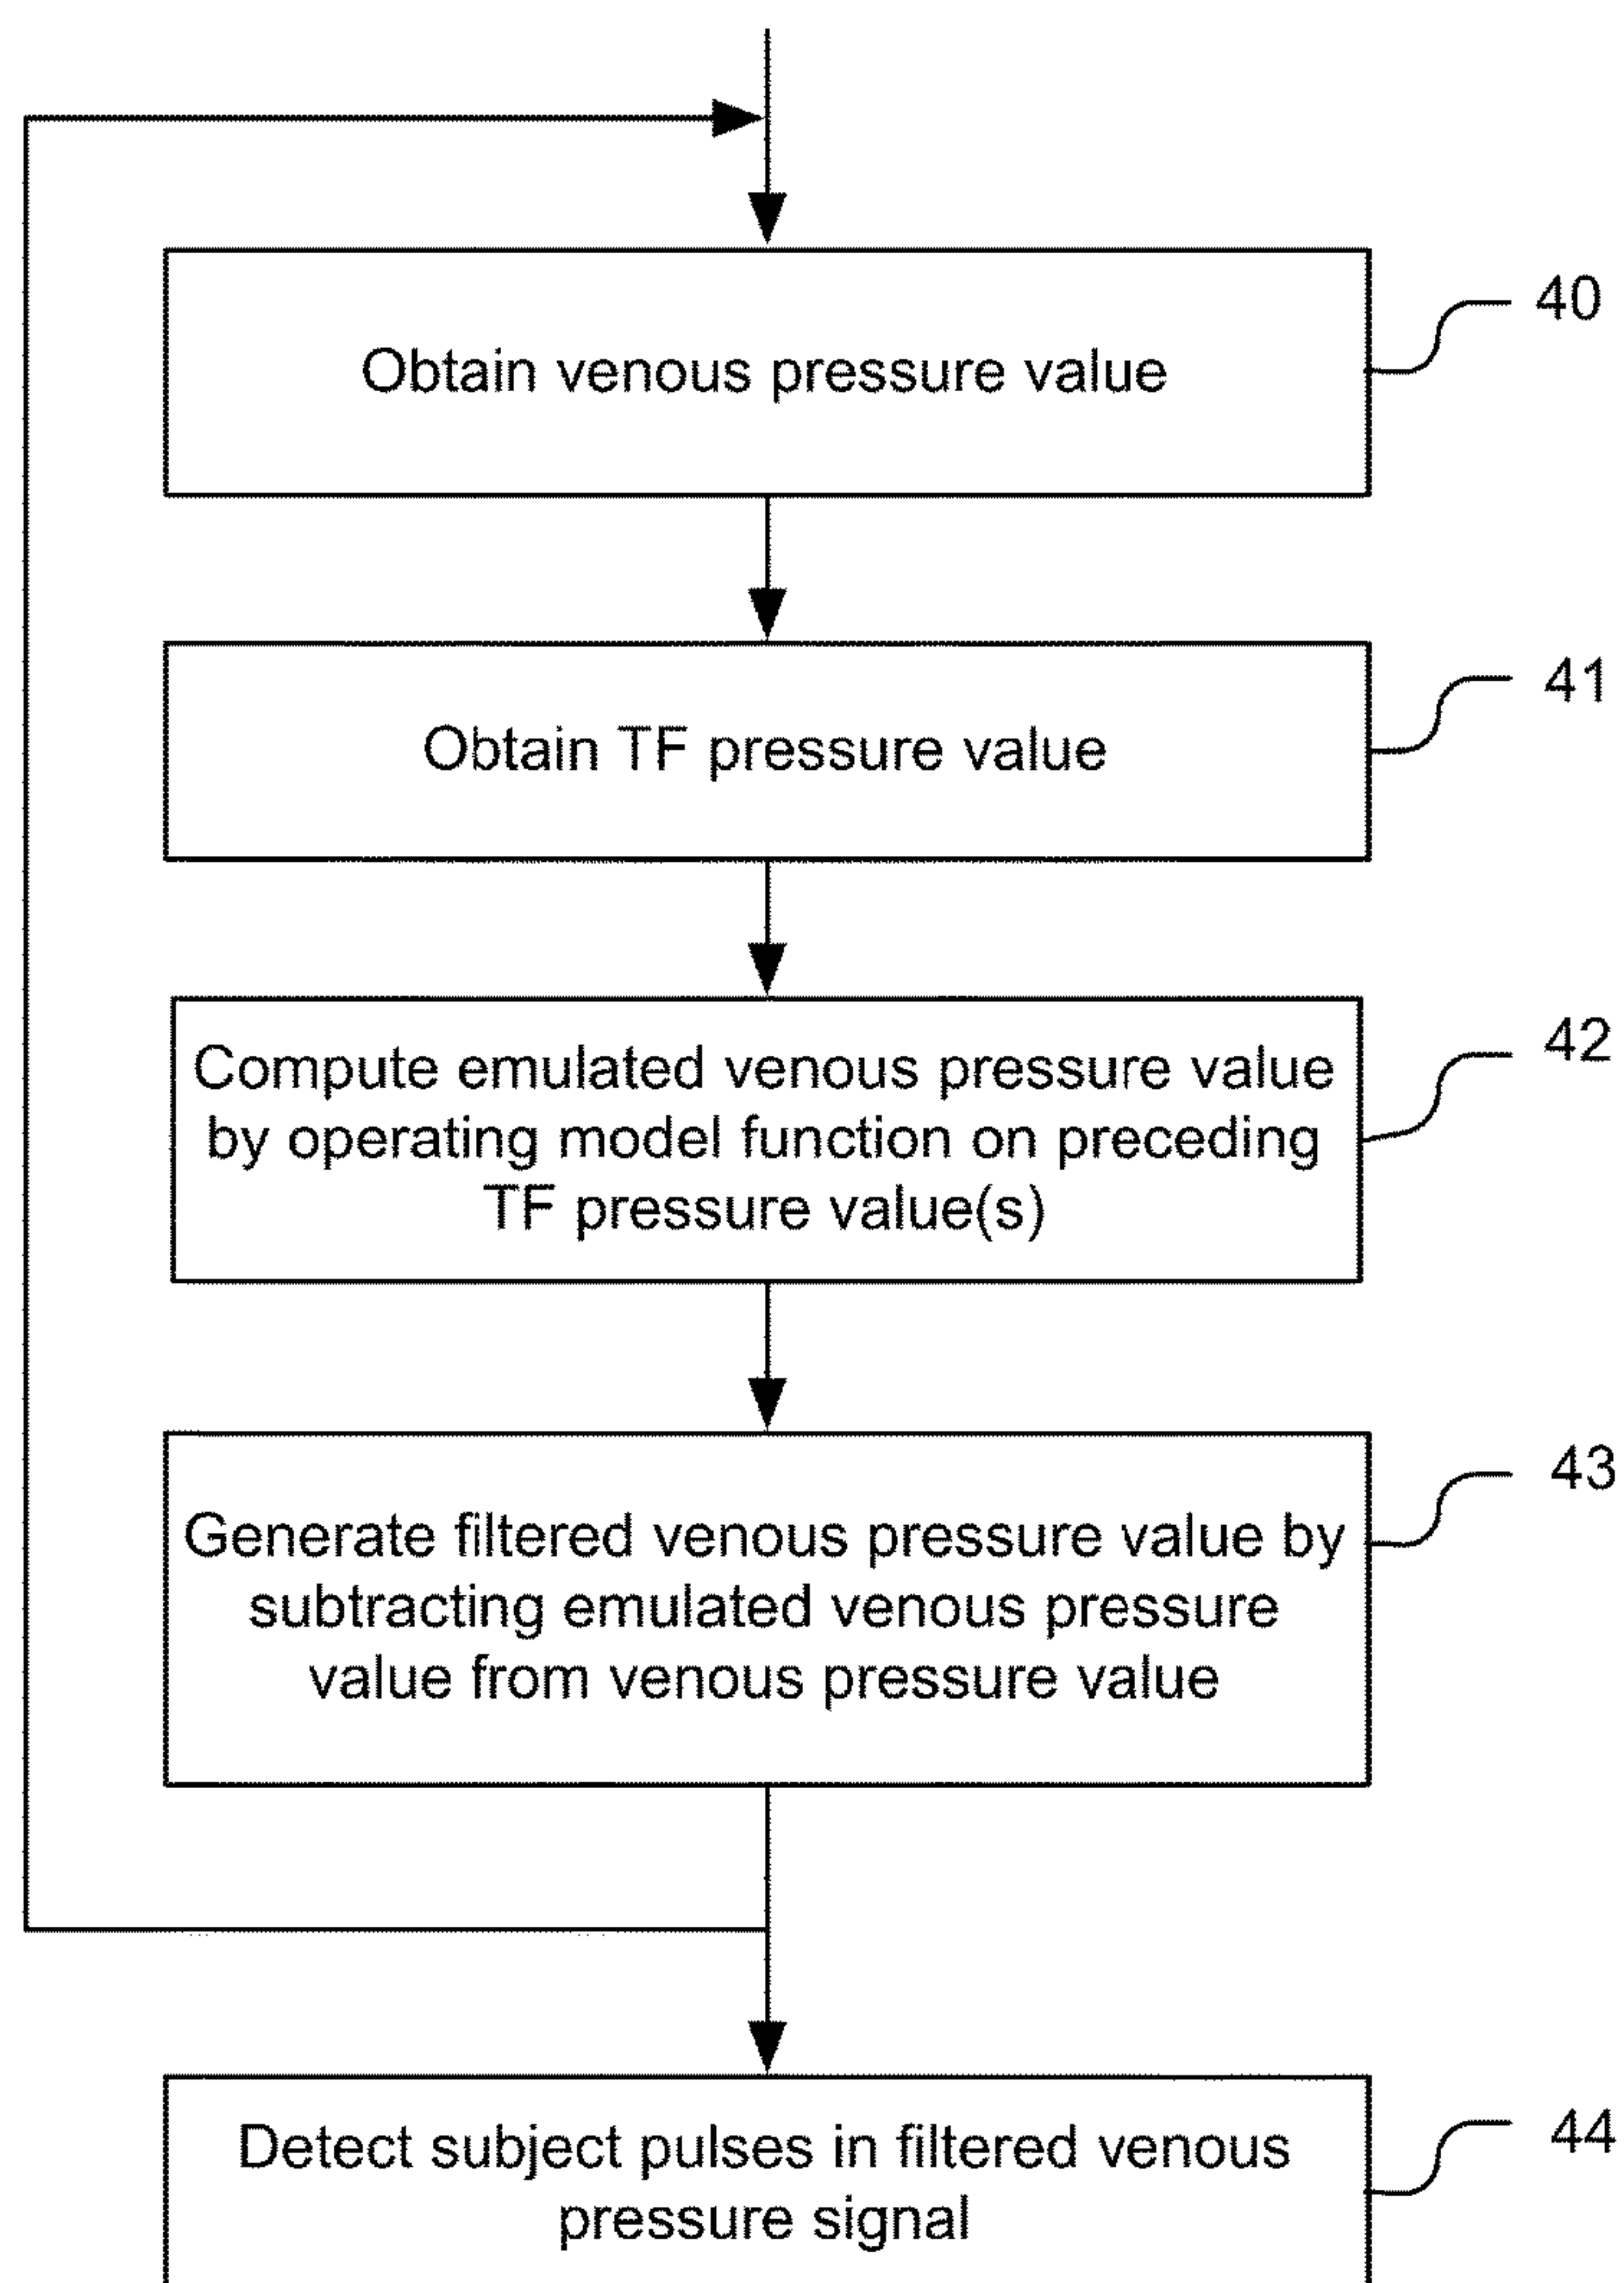 Obtain venous pressure value
40
Obtain TF pressure value
41
Compute emulated venous pressure value
by operating model function on preceding
TF pressure value(s)
42
Generate filtered venous pressure value by
subtracting emulated venous pressure
value from venous pressure value
43
Detect subject pulses in filtered venous
pressure signal
44